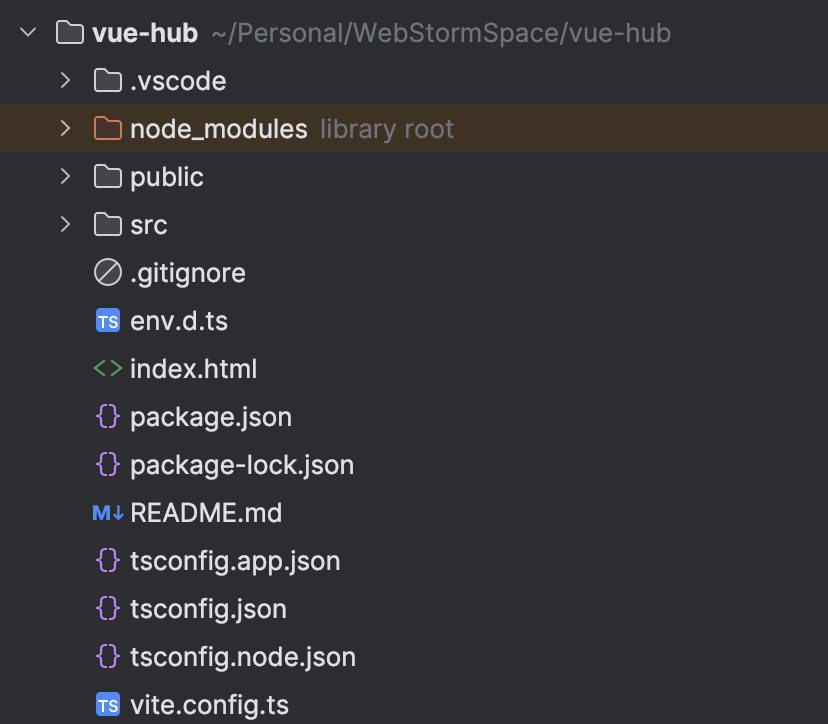 vue-hub ~/Personal/WebStormSpace/vue-hub
.vscode
node_modules library root
public
src
.gitignore
TS env.d.ts
<> index.html
{} package.json
{} package-lock.json
M↓ README.md
{} tsconfig.app.json
{} tsconfig.json
{} tsconfig.node.json
TS vite.config.ts